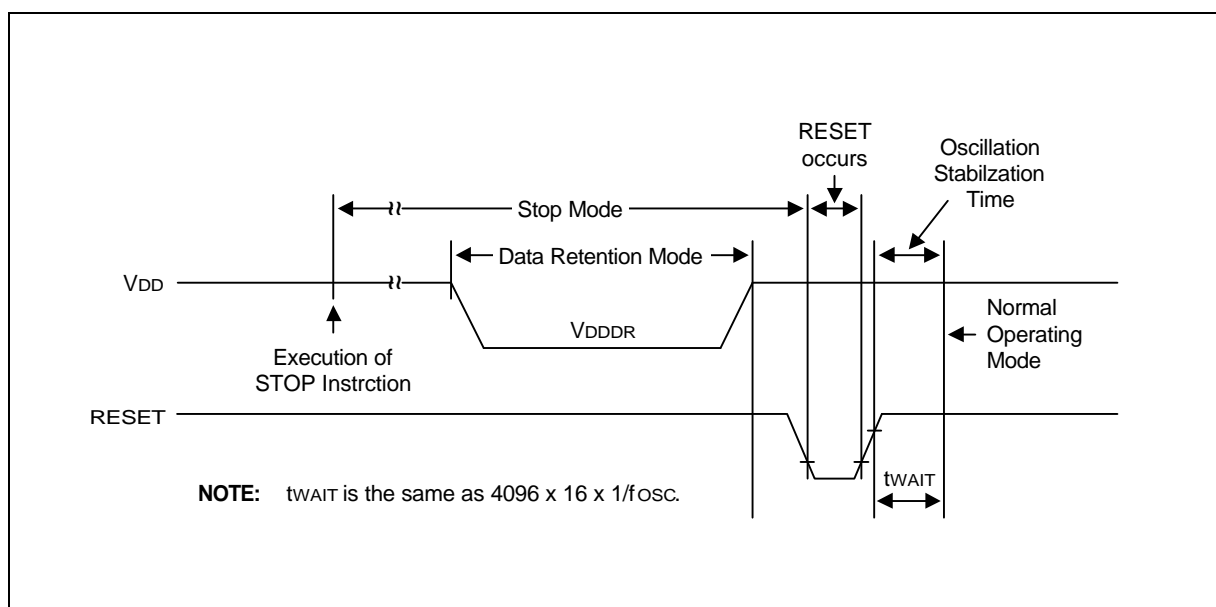 RESET
occurs
Oscillation
Stabilzation
Time
Stop Mode
Data Retention Mode
VDD
VDDDR
Execution of
STOP Instrction
Normal
Operating
Mode
RESET
NOTE: tWAIT is the same as 4096 x 16 x 1/fOSC.
tWAIT